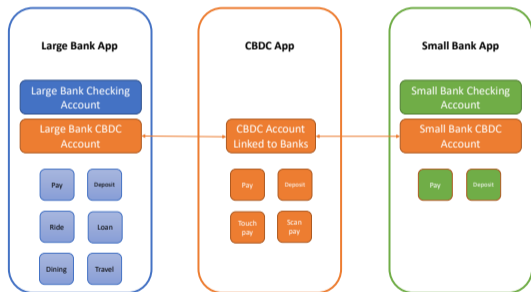 Large Bank App
Large Bank Checking
Account
Large Bank CBDC
Account
Pay
Deposit
Ride
Loan
Dining
Travel
CBDC App
CBDC Account
Linked to Banks
Pay
Deposit
Touch
pay
Scan
pay
Small Bank App
Small Bank Checking
Account
Small Bank CBDC
Account
Pay
Deposit